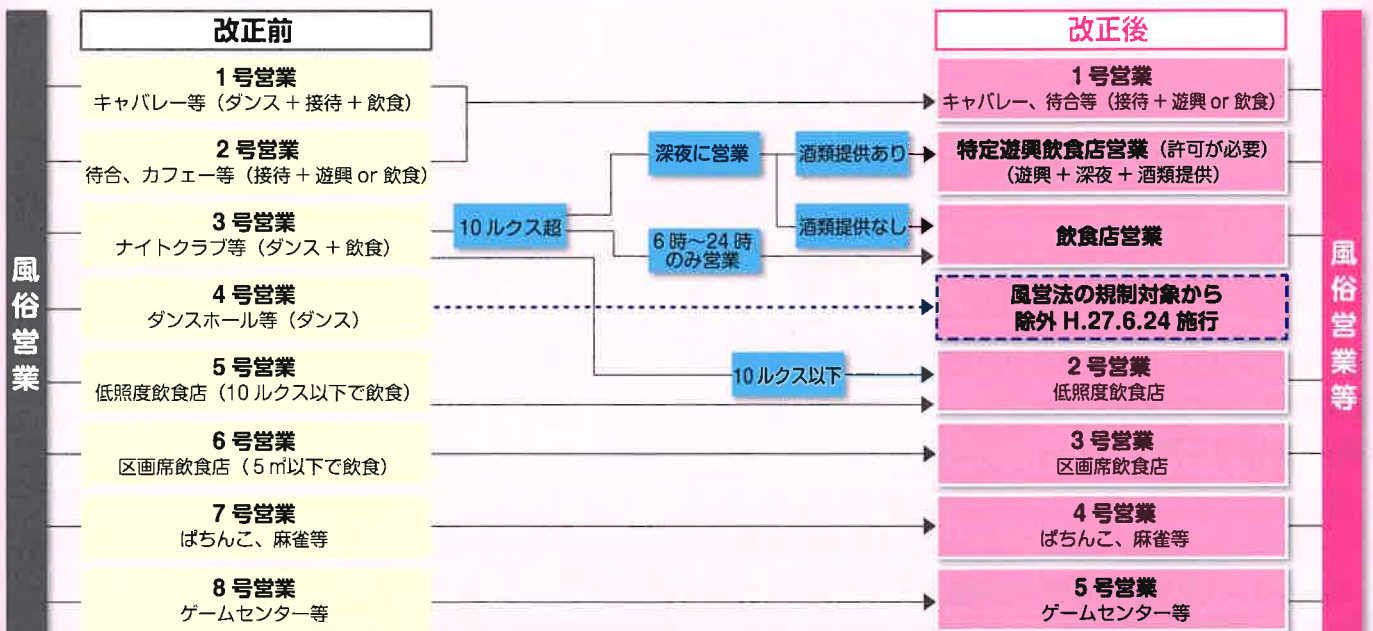 風俗営業
改正前
1号営業
キャバレー等（ダンス + 接待 + 飲食）
2号営業
待合、カフェー等（接待 + 遊興 or 飲食）
3号営業
ナイトクラブ等（ダンス + 飲食）
4号営業
ダンスホール等（ダンス）
5号営業
低照度飲食店（10 ルクス以下で飲食）
6号営業
区画席飲食店（5㎡以下で飲食）
7号営業
ぱちんこ、麻雀等
8号営業
ゲームセンター等
10 ルクス超
深夜に営業
6時～24時
のみ営業
酒類提供あり
酒類提供なし
10 ルクス以下
改正後
1号営業
キャバレー、待合等（接待 + 遊興 or 飲食）
特定遊興飲食店営業（許可が必要）
（遊興 + 深夜 + 酒類提供）
飲食店営業
風営法の規制対象から
除外 H.27.6.24 施行
2号営業
低照度飲食店
3号営業
区画席飲食店
4号営業
ぱちんこ、麻雀等
5号営業
ゲームセンター等
風俗営業等